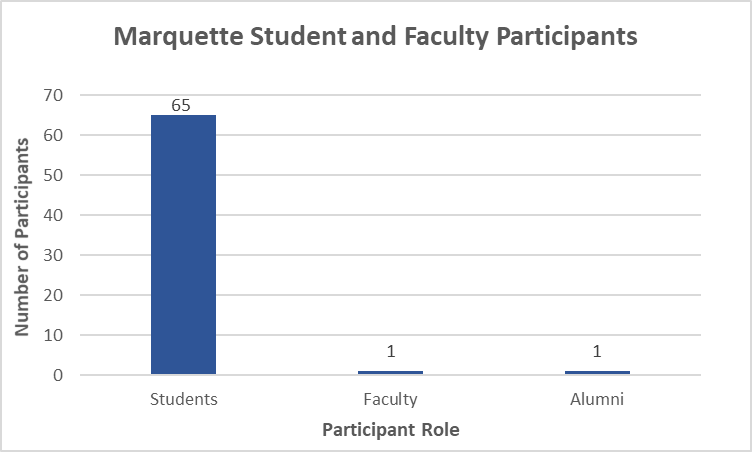 Marquette Student and Faculty Participants
Number of Participants
70
60
50
40
30
20
10
0
65
1
1
Students
Faculty
Alumni
Participant Role